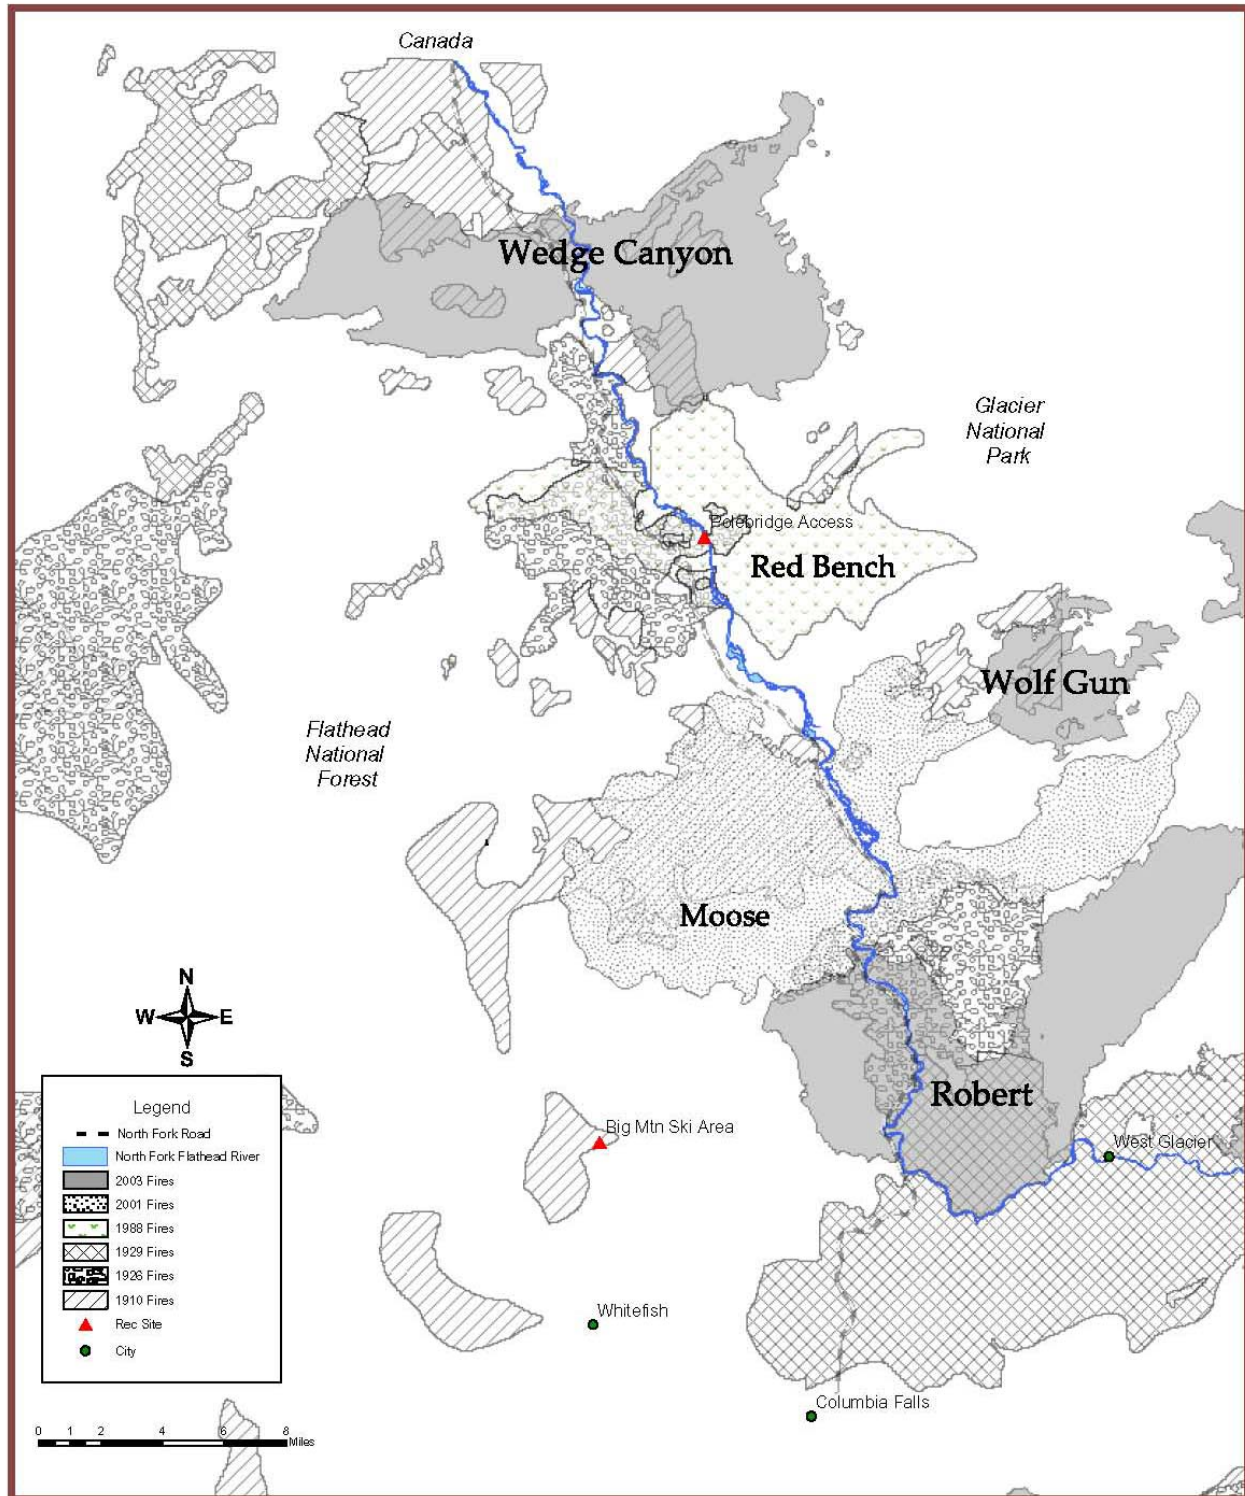 Canada
Wedge Canyon
Glacier
National
Park
Polebridge Access
Red Bench
Wolf Gun
Flathead
National
Forest
Moose
N
W
E
S
Robert
Legend
North Fork Road
North Fork Flathead River
2003 Fires
2001 Fires
1988 Fires
1929 Fires
1926 Fires
1910 Fires
Rec Site
City
Big Mtn Ski Area
West Glacier
Whitefish
Columbia Falls
0 1 2 4 6 8
Miles